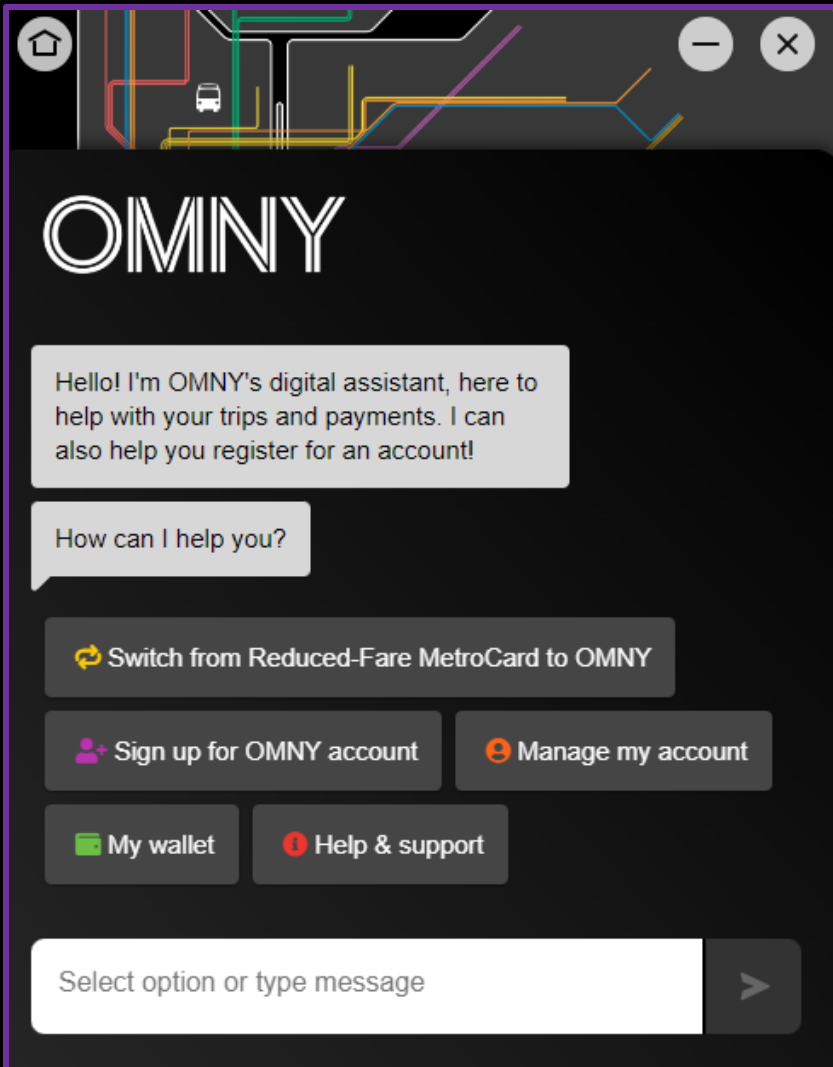 OMNY
Hello! I'm OMNY's digital assistant, here to
help with your trips and payments. I can
also help you register for an account!
How can I help you?
Switch from Reduced-Fare MetroCard to OMNY
Sign up for OMNY account
Manage my account
My wallet
Help & support
Select option or type message